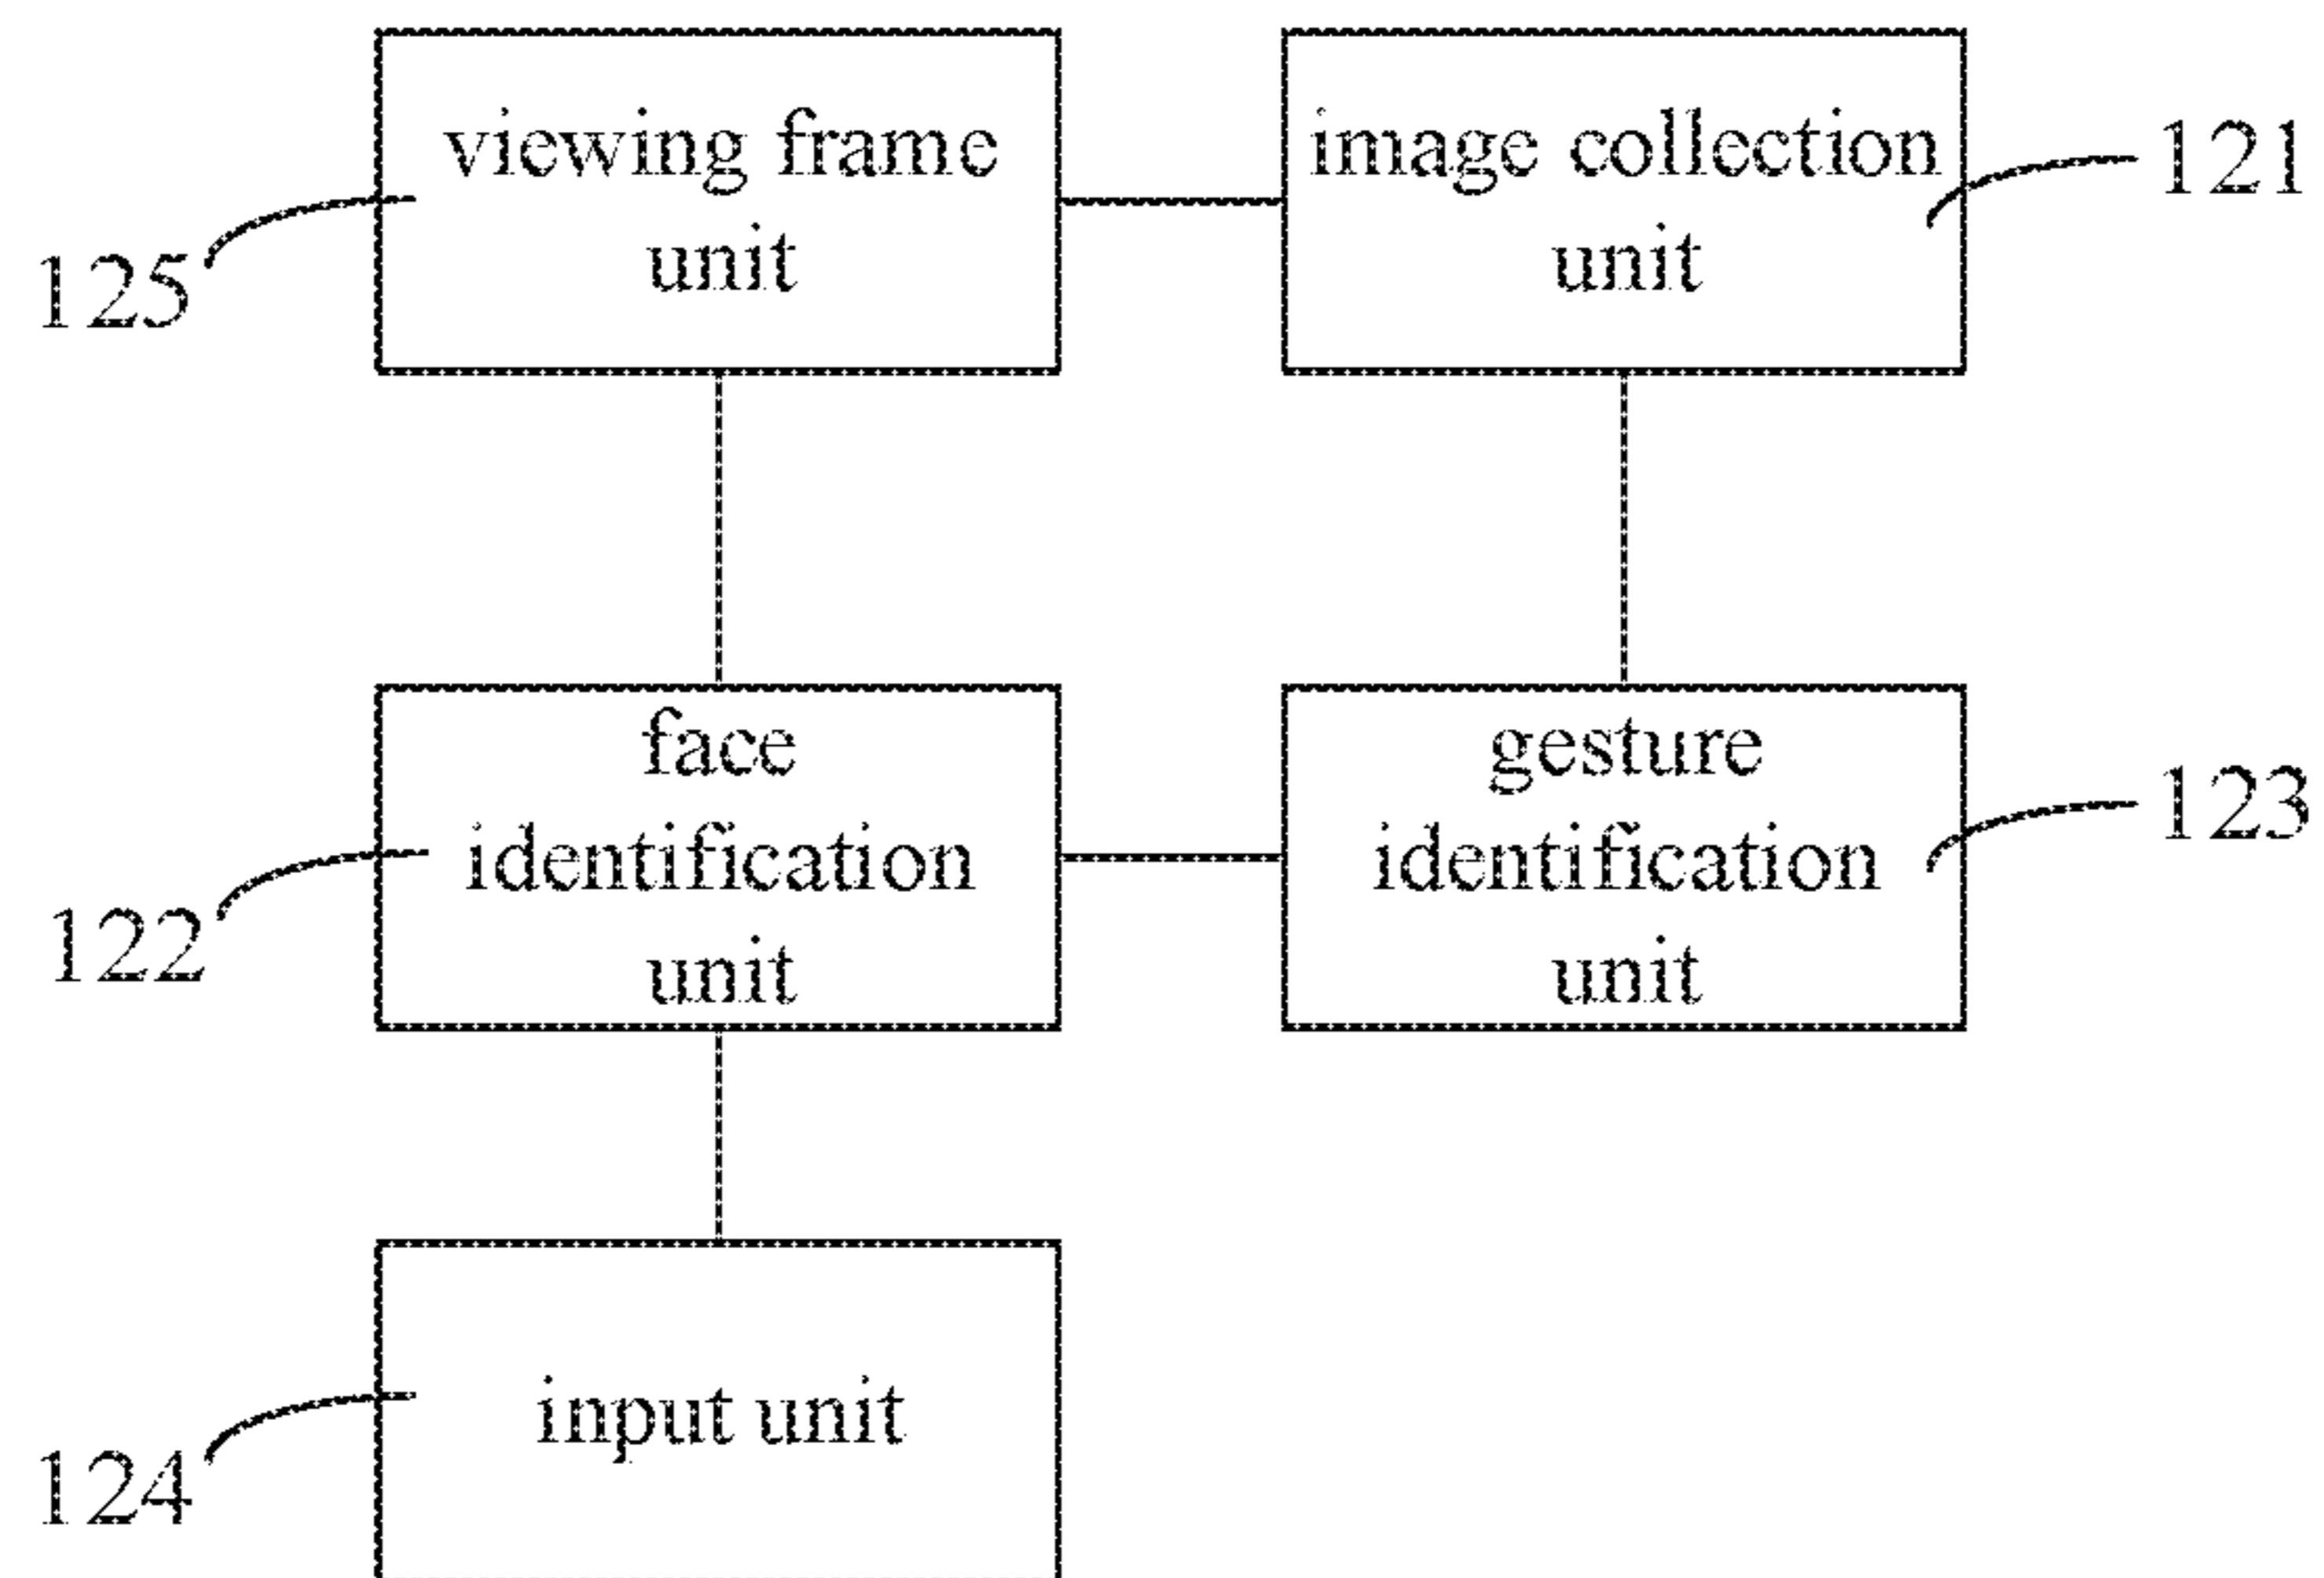 viewing frame
unit
125
image collection
unit
121
face
identification
unit
122
gesture
identification
unit
123
input unit
124